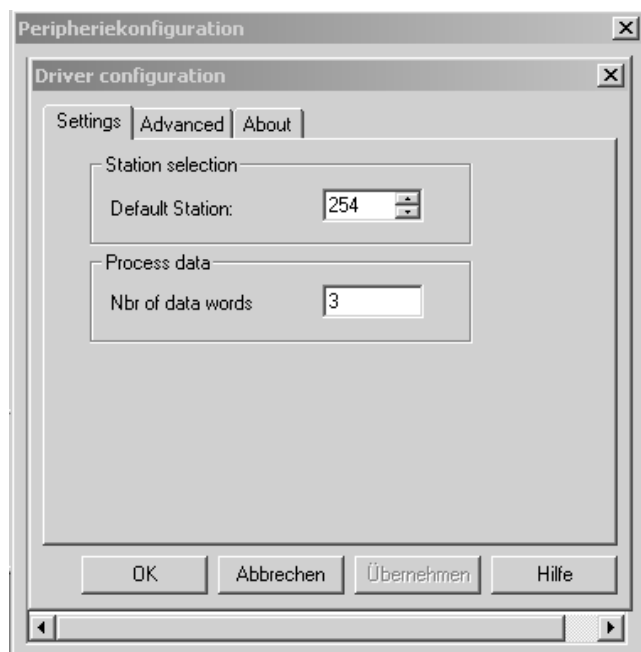 Peripheriekonfiguration
Driver configuration
Settings Advanced About
Station selection
Default Station: 254
Process data
Nbr of data words 3
OK Abbrechen Übernehmen Hilfe